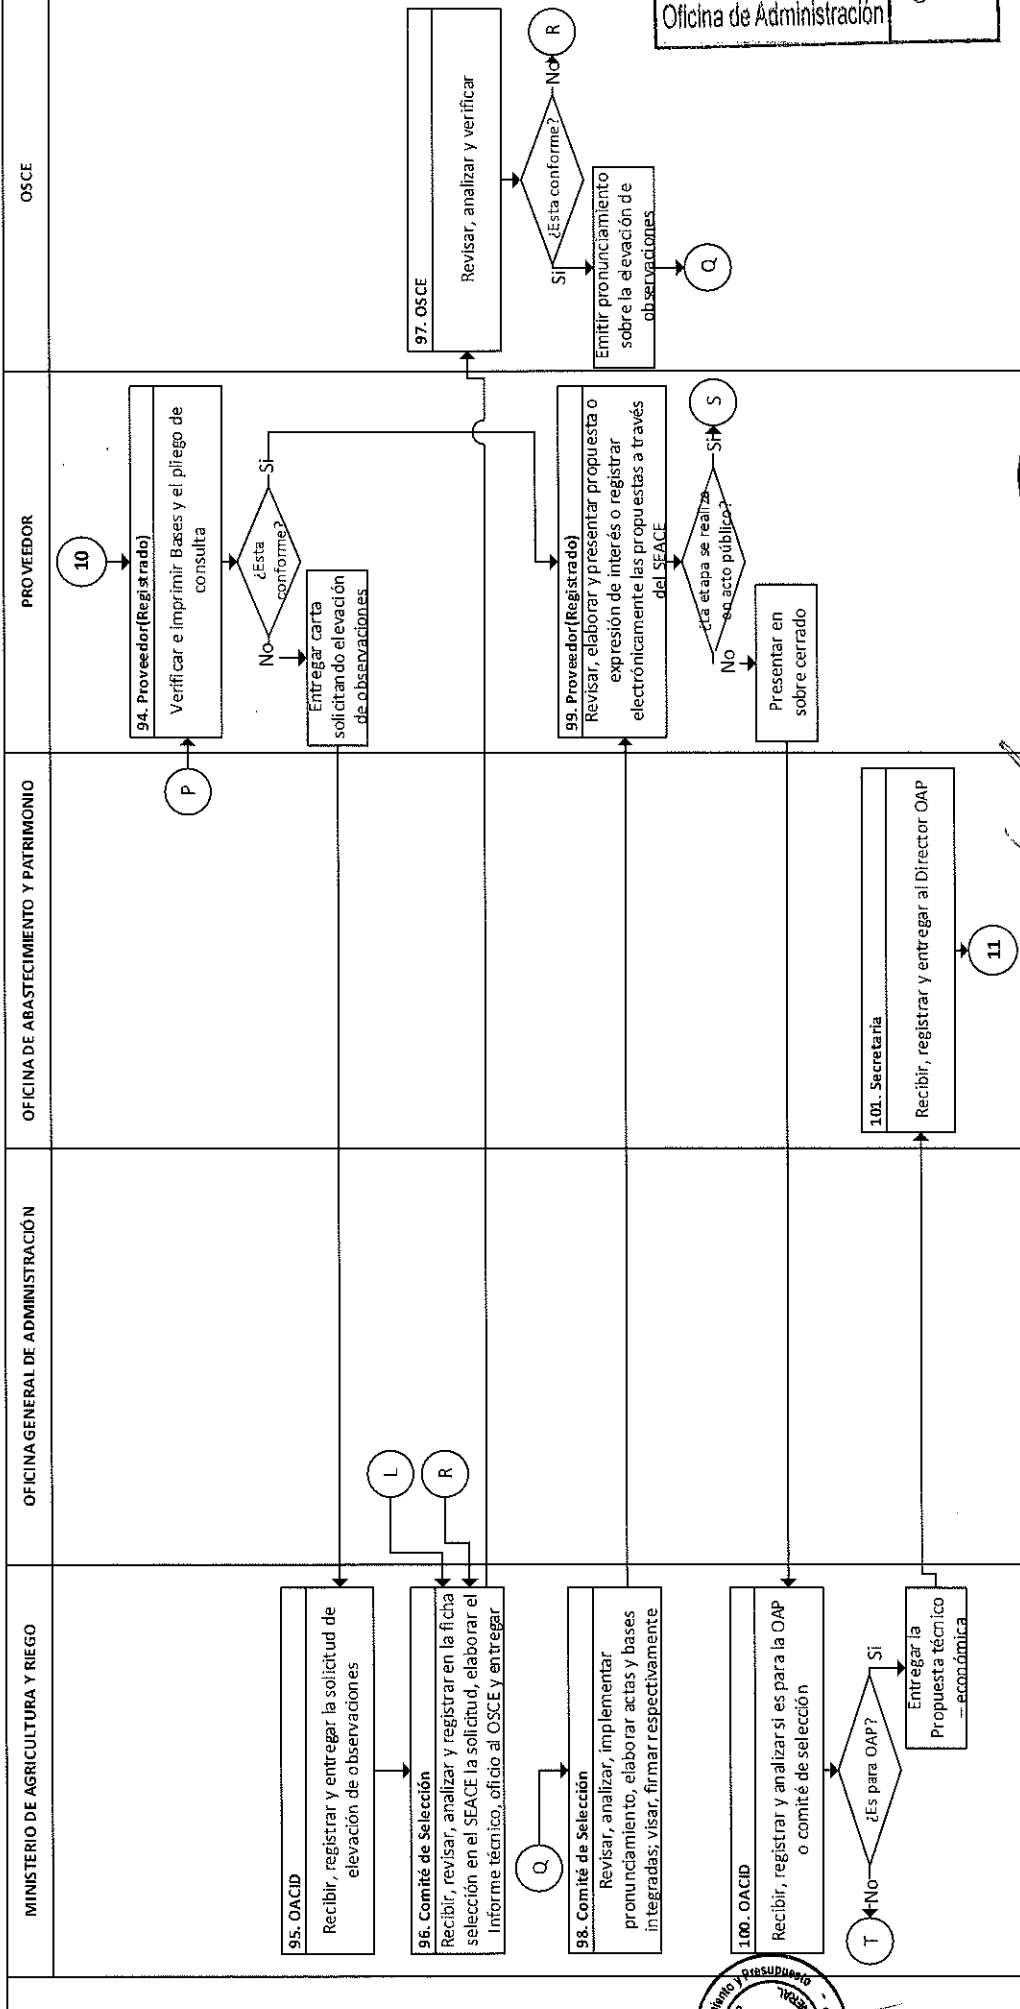 MINISTERIO DE AGRICULTURA Y RIEGO
OFICINA GENERAL DE ADMINISTRACIÓN
OFICINA DE ABASTECIMIENTO Y PATRIMONIO
PROVEEDOR
OSCE
10
94. Proveedor(Registrado)
Verificar e imprimir Bases y el pliego de
consulta
P
¿Esta
conforme?
Si
No
Entregar carta
solicitando elevación
de observaciones
95. OACID
Recibir, registrar y entregar la solicitud de
elevación de observaciones
L
R
96. Comité de Selección
Recibir, revisar, analizar y registrar en la ficha
selección en el SEACE la solicitud, elaborar el
Informe técnico, oficio al OSCE y entregar
97. OSCE
Revisar, analizar y verificar
¿Esta conforme?
No
R
Si
Emitir pronunciamiento
sobre la elevación de
observaciones
Q
Q
98. Comité de Selección
Revisar, analizar, implementar
pronunciamiento, elaborar actas y bases
integradas; visar, firmar respectivamente
99. Proveedor(Registrado)
Revisar, elaborar y presentar propuesta o
expresión de interés o registrar
electrónicamente las propuestas a través
del SEACE
¿La etapa se realiza
en acto público?
Si
S
No
Presentar en
sobre cerrado
100. OACID
Recibir, registrar y analizar si es para la OAP
o comité de selección
¿Es para OAP?
No
T
Si
Entregar la
Propuesta técnico
– económica
101. Secretaria
Recibir, registrar y entregar al Director OAP
11
Oficina de Administración
y Presupuesto